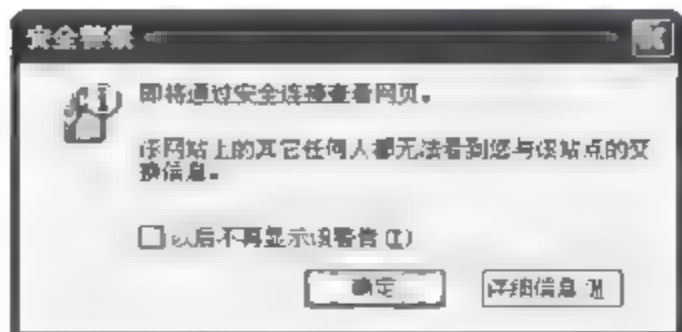 安全警报
即将通过安全连接查看网页。
该网站上的其它任何人都无法看到您与该站点的交
换信息。
以后不再显示该警告(I)
确定
详细信息(M)